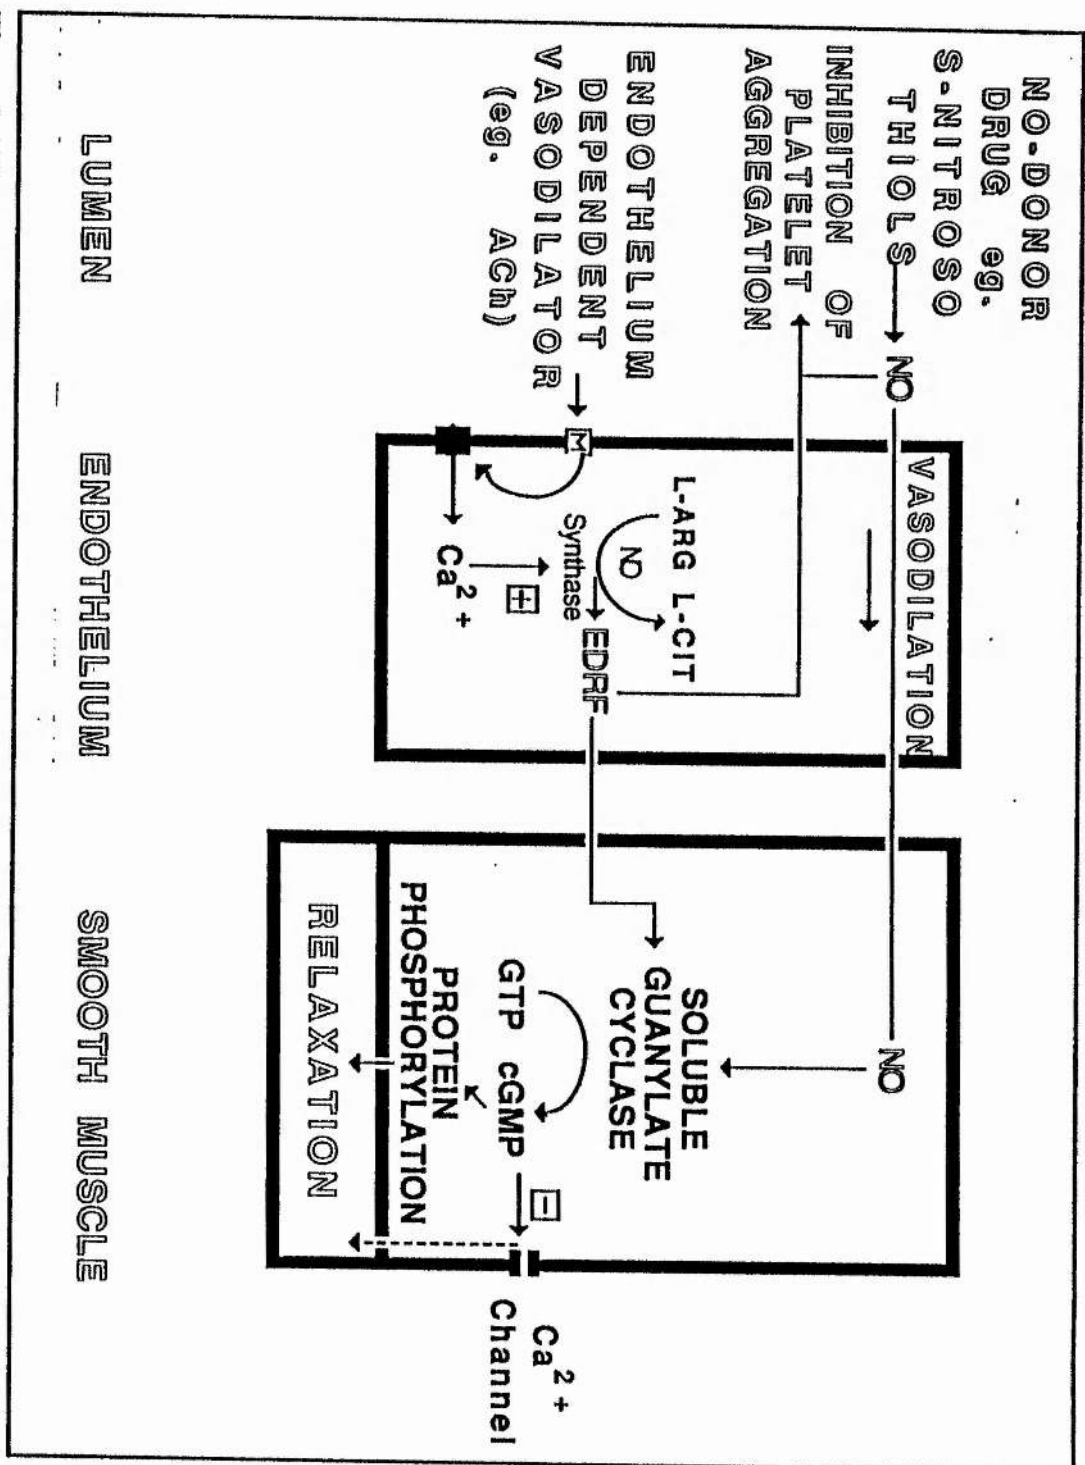 NO-DONOR
DRUG eg.
S-NITROSO
THIOLS
NO
INHIBITION OF
PLATELET
AGGREGATION
ENDOTHELIUM
DEPENDENT
VASODILATOR
(eg. ACh)
VASODILATION
L-ARG L-CIT
NO
Synthase
EDRF
M
+
Ca2+
NO
SOLUBLE
GUANYLATE
CYCLASE
GTP cGMP
-
PROTEIN
PHOSPHORYLATION
RELAXATION
Ca2+
Channel
LUMEN
ENDOTHELIUM
SMOOTH MUSCLE